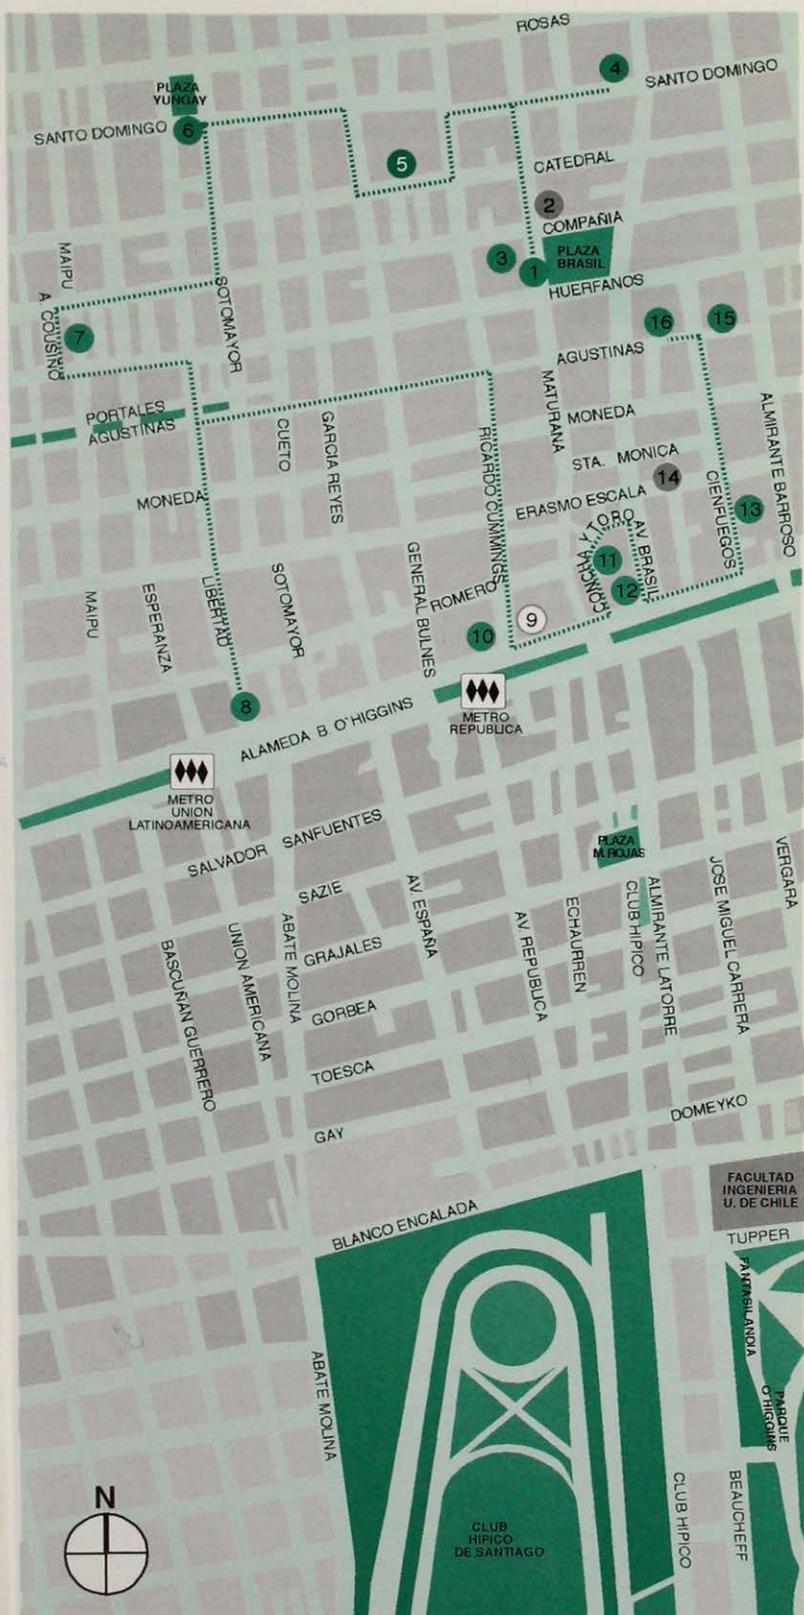 ROSAS
4
SANTO DOMINGO
PLAZA
YUNGAY
SANTO DOMINGO
6
5
CATEDRAL
2
COMPAÑIA
PLAZA
BRASIL
3
1
HUERFANOS
MAIPU
A. COUSIÑO
7
SOTOMAYOR
16
15
AGUSTINAS
MATURANA
MONEDA
STA. MONICA
14
ERASMO ESCALA
ALMIRANTE BARROSO
PORTALES
AGUSTINAS
CUETO
GARCIA REYES
RICARDO CUMMINGS
MONEDA
CIENFUEGOS
13
CONCHA Y TORO
AV. BRASIL
11
12
GENERAL BULNES
ROMERO
9
10
MAIPU
ESPERANZA
LIBERTAD
SOTOMAYOR
8
ALAMEDA B. O'HIGGINS
METRO
REPUBLICA
METRO
UNION
LATINOAMERICANA
SALVADOR SANFUENTES
PLAZA
M. ROJAS
SAZIE
AV. ESPAÑA
AV. REPUBLICA
ECHAURREN
CLUB HIPICO
ALMIRANTE LATORRE
JOSE MIGUEL CARRERA
VERGARA
BASCUÑAN GUERRERO
UNION AMERICANA
ABATE MOLINA
GRAJALES
GORBEA
TOESCA
GAY
DOMEYKO
FACULTAD
INGENIERIA
U. DE CHILE
BLANCO ENCALADA
TUPPER
FANTASILANDIA
ABATE MOLINA
PARQUE
O'HIGGINS
CLUB HIPICO
BEAUCHEFF
N
CLUB
HIPICO
DE SANTIAGO